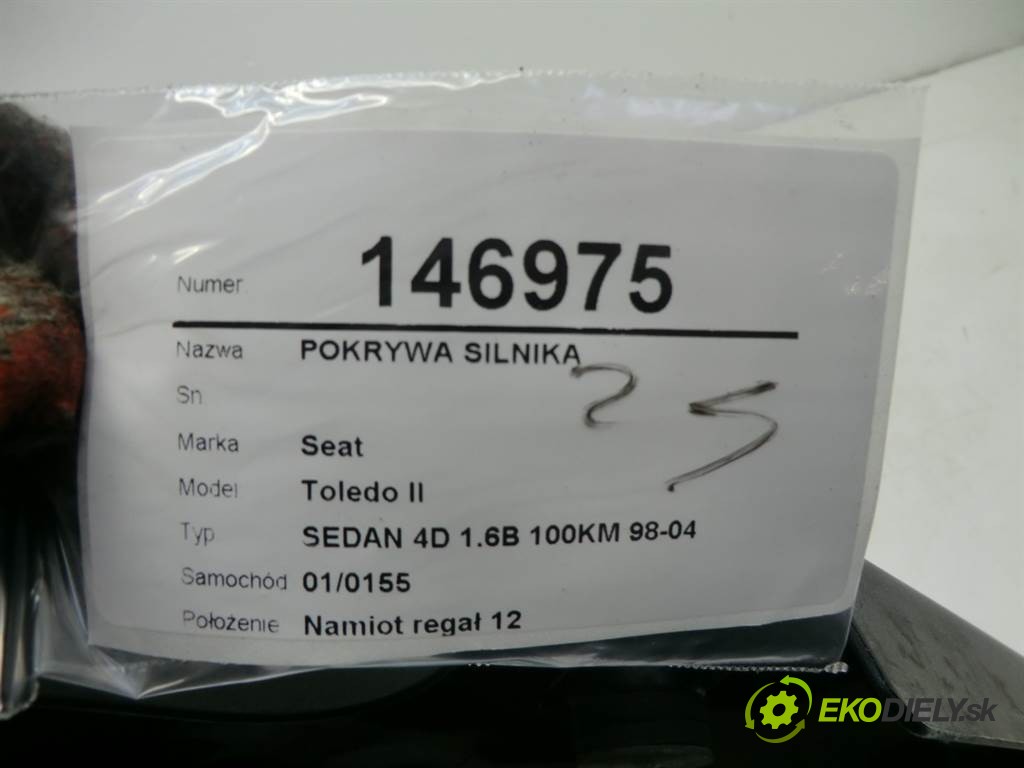 Numer 146975
Nazwa POKRYWA SILNIKA
Sn
25
Marka Seat
Model Toledo II
Typ SEDAN 4D 1.6B 100KM 98-04
Samochód 01/0155
Położenie Namiot regał 12
EKODIELY.sk